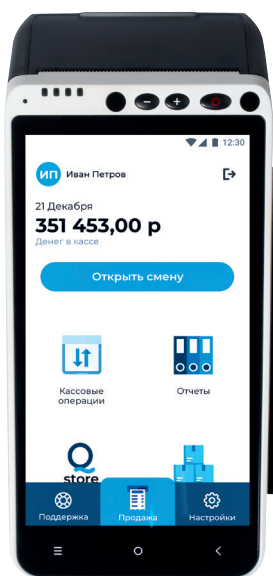 12:30
ИП Иван Петров
21 Декабря
351 453,00 р
Денег в кассе
Открыть смену
Кассовые
операции
Отчеты
Q
store
Поддержка
Продажа
Настройки